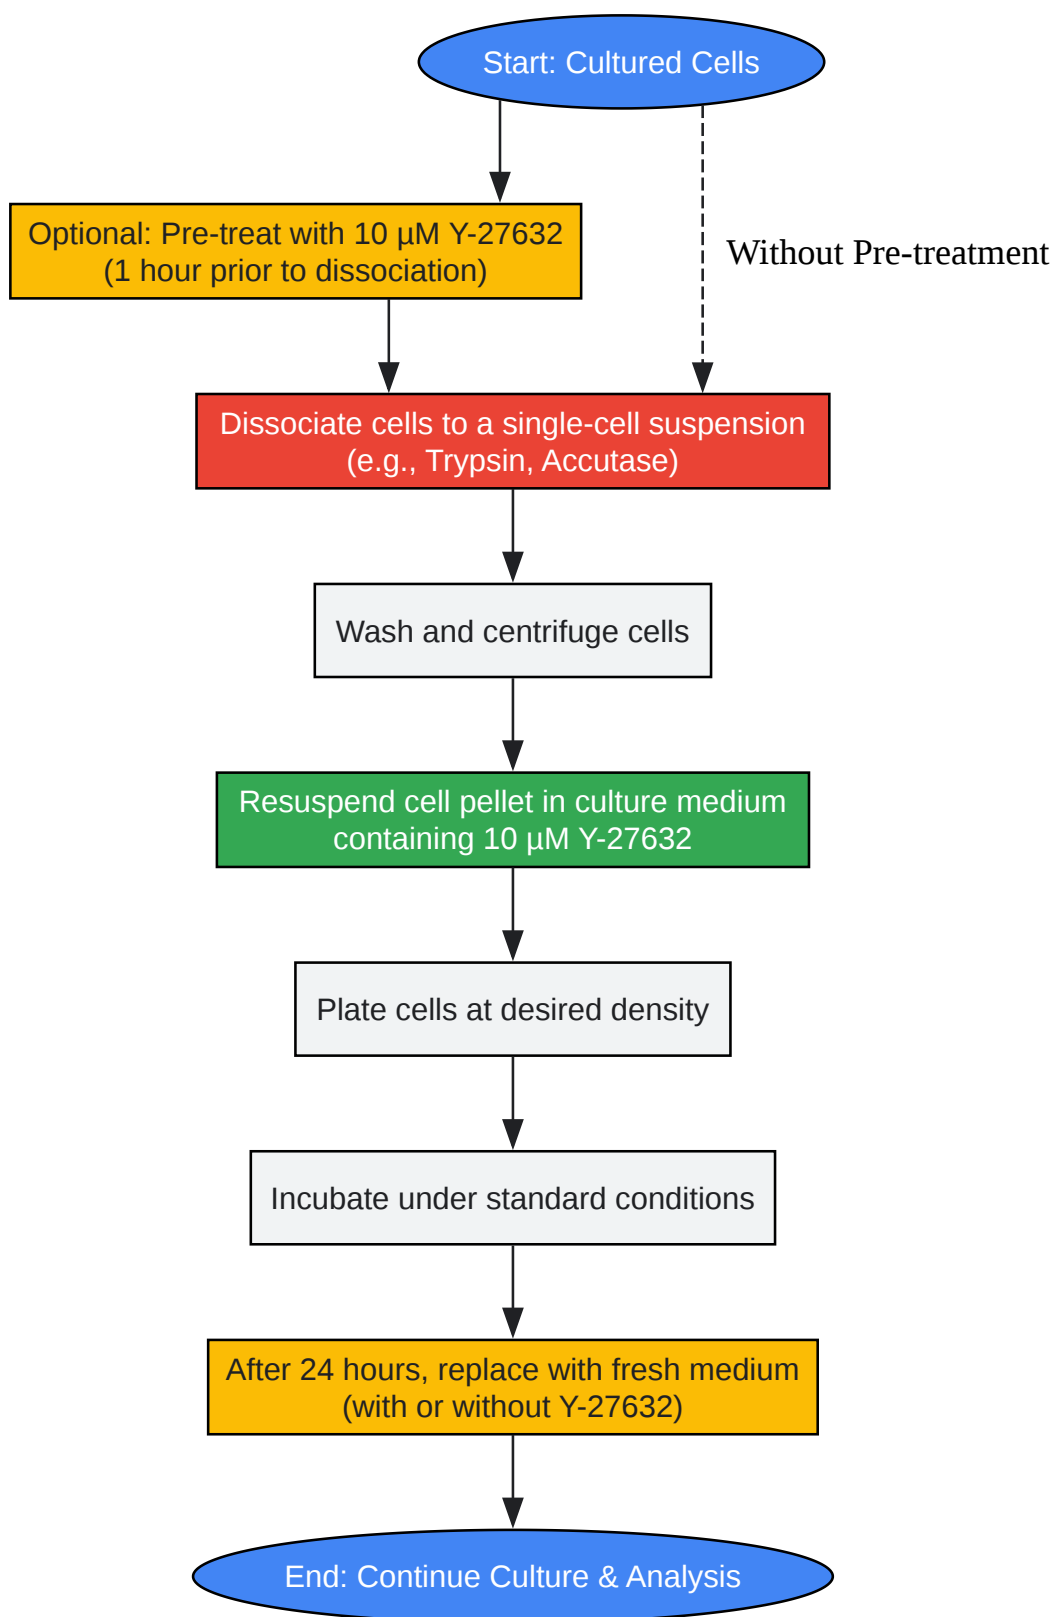 Start: Cultured Cells
Optional: Pre-treat with 10 µM Y-27632
(1 hour prior to dissociation)
Without Pre-treatment
Dissociate cells to a single-cell suspension
(e.g., Trypsin, Accutase)
Wash and centrifuge cells
Resuspend cell pellet in culture medium
containing 10 µM Y-27632
Plate cells at desired density
Incubate under standard conditions
After 24 hours, replace with fresh medium
(with or without Y-27632)
End: Continue Culture & Analysis